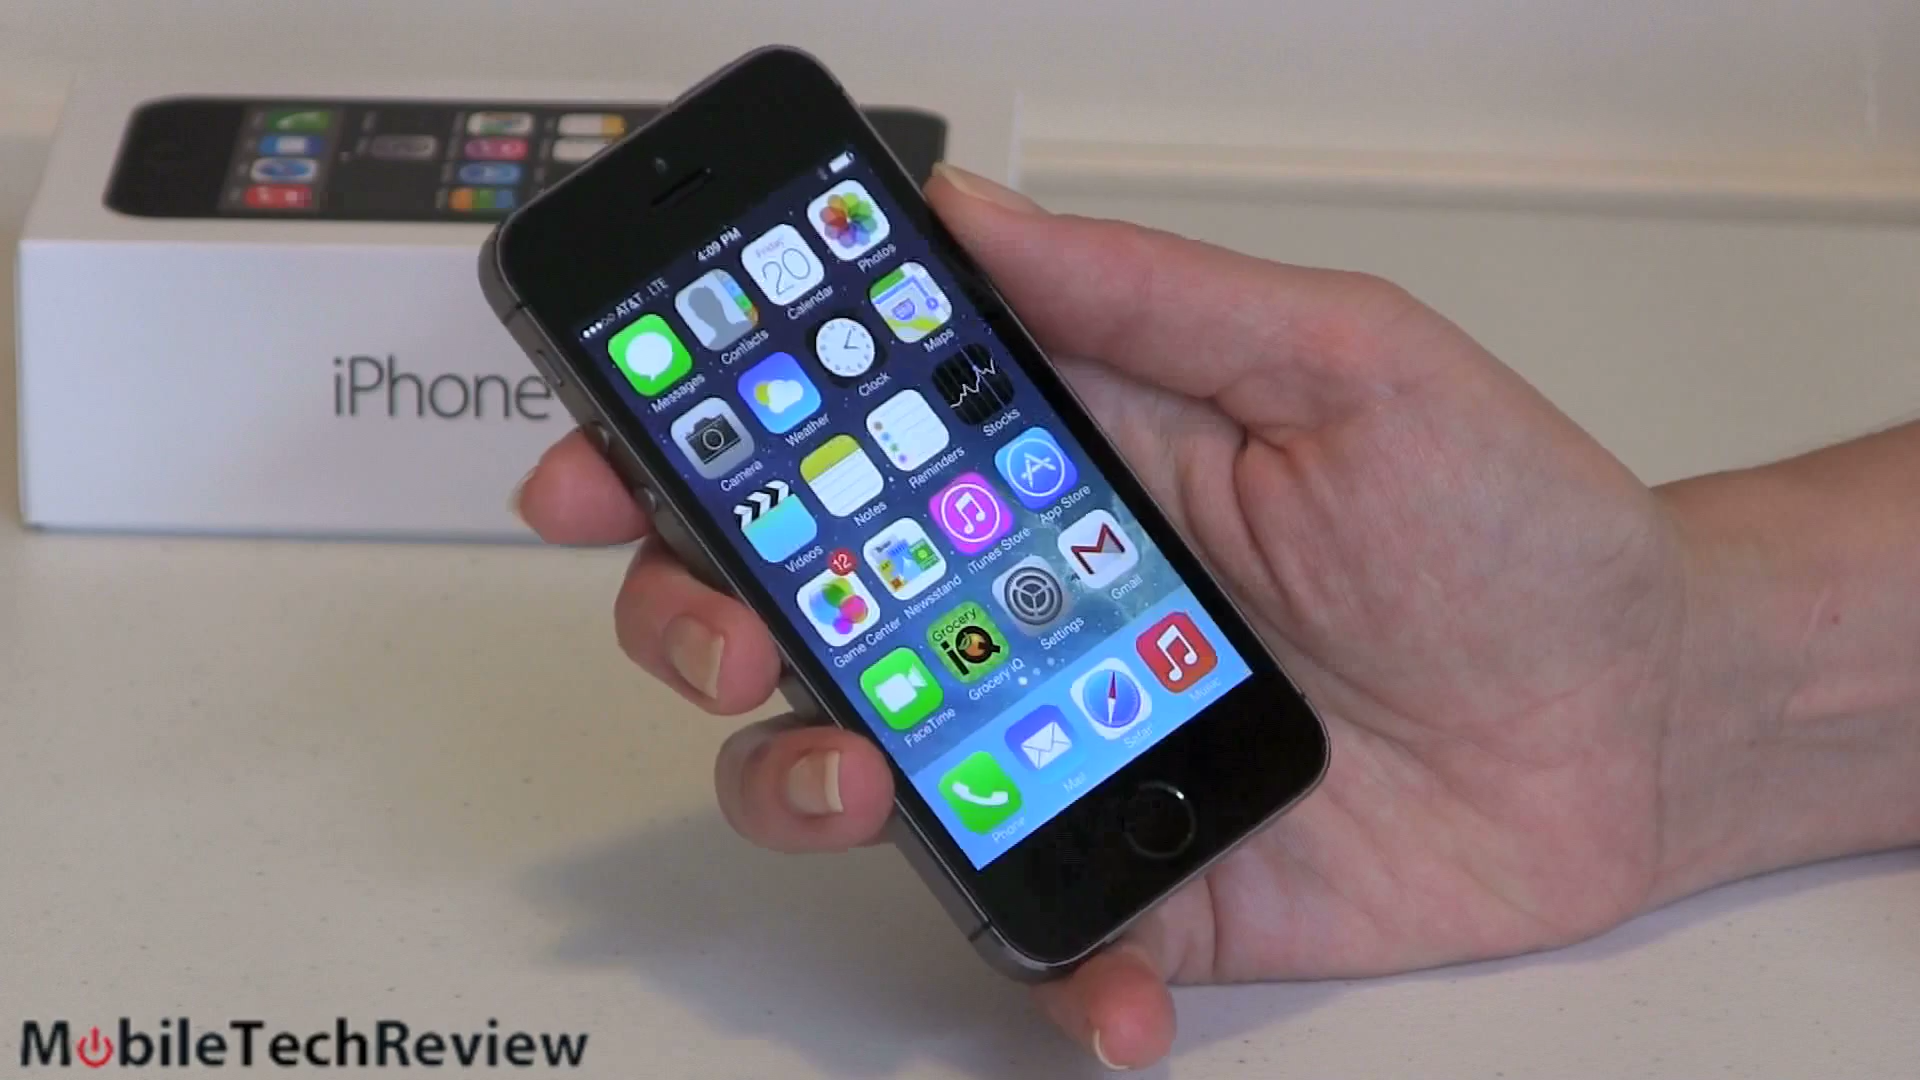 iPhone
AT&T LTE 4:09 PM
Messages Contacts Friday 20 Calendar Photos
Camera Weather Clock Maps
Videos Notes Reminders Stocks
12 Game Center Newsstand iTunes Store App Store
FaceTime Grocery iQ Grocery iQ Settings Gmail
Phone Mail Safari Music
MobileTechReview